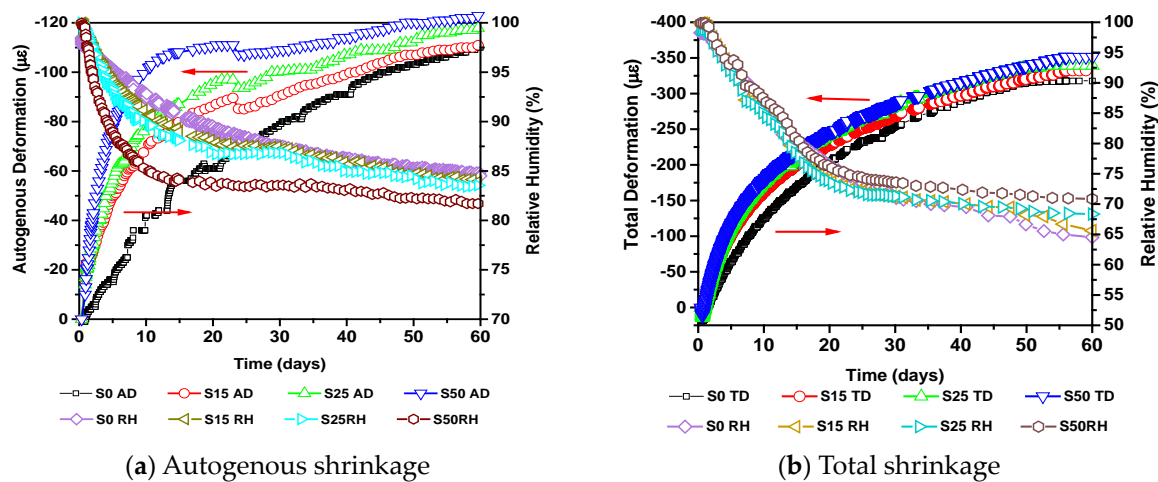 -120
-100
-80
-60
-40
-20
0
Autogenous Deformation (με)
100
95
90
85
80
75
70
Relative Humidity (%)
0 10 20 30 40 50 60
Time (days)
S0 AD S15 AD S25 AD S50 AD
S0 RH S15 RH S25RH S50RH
(a) Autogenous shrinkage
-400
-350
-300
-250
-200
-150
-100
-50
0
Total Deformation (με)
100
95
90
85
80
75
70
65
60
55
50
Relative Humidity (%)
0 10 20 30 40 50 60
Time (days)
S0 TD S15 TD S25 TD S50 TD
S0 RH S15 RH S25 RH S50RH
(b) Total shrinkage